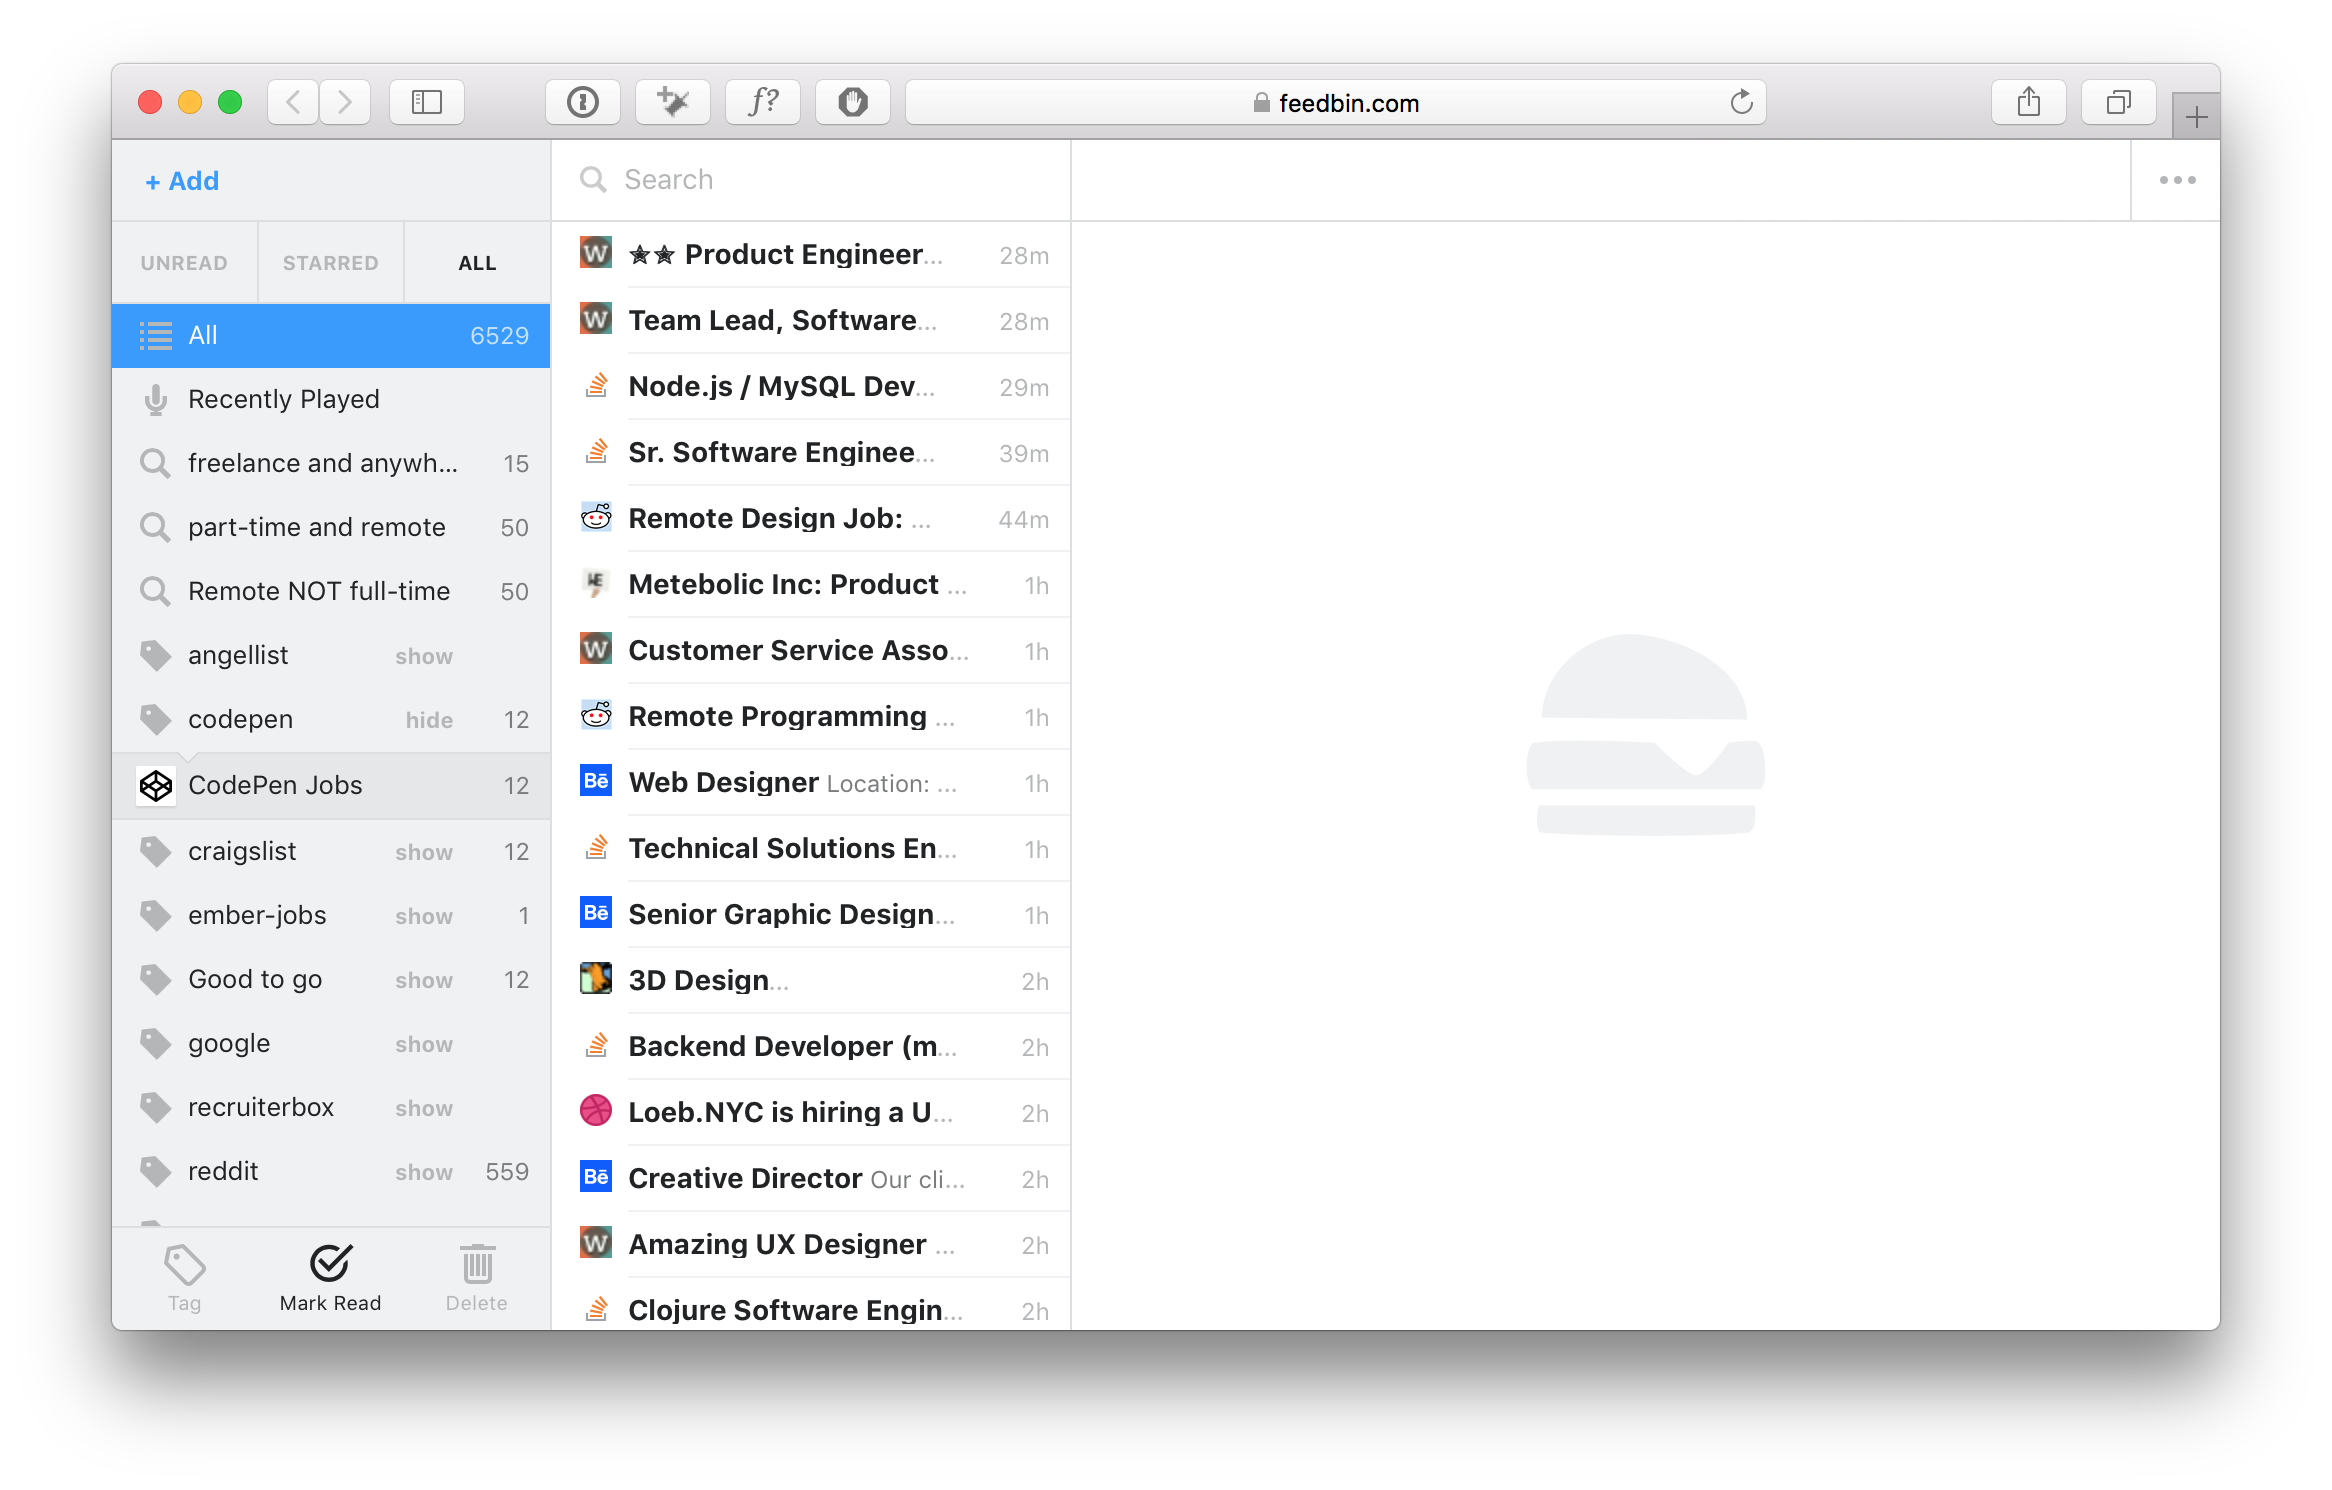 f?
feedbin.com
+ Add
Search
UNREAD STARRED ALL
All 6529
Recently Played
freelance and anywh... 15
part-time and remote 50
Remote NOT full-time 50
angellist show
codepen hide 12
CodePen Jobs 12
craigslist show 12
ember-jobs show 1
Good to go show 12
google show
recruiterbox show
reddit show 559
Tag Mark Read Delete
W ✭✭ Product Engineer... 28m
W Team Lead, Software... 28m
Node.js / MySQL Dev... 29m
Sr. Software Enginee... 39m
Remote Design Job: ... 44m
Metebolic Inc: Product ... 1h
W Customer Service Asso... 1h
Remote Programming ... 1h
Bē Web Designer Location: ... 1h
Technical Solutions En... 1h
Bē Senior Graphic Design... 1h
3D Design... 2h
Backend Developer (m... 2h
Loeb.NYC is hiring a U... 2h
Bē Creative Director Our cli... 2h
W Amazing UX Designer ... 2h
Clojure Software Engin... 2h